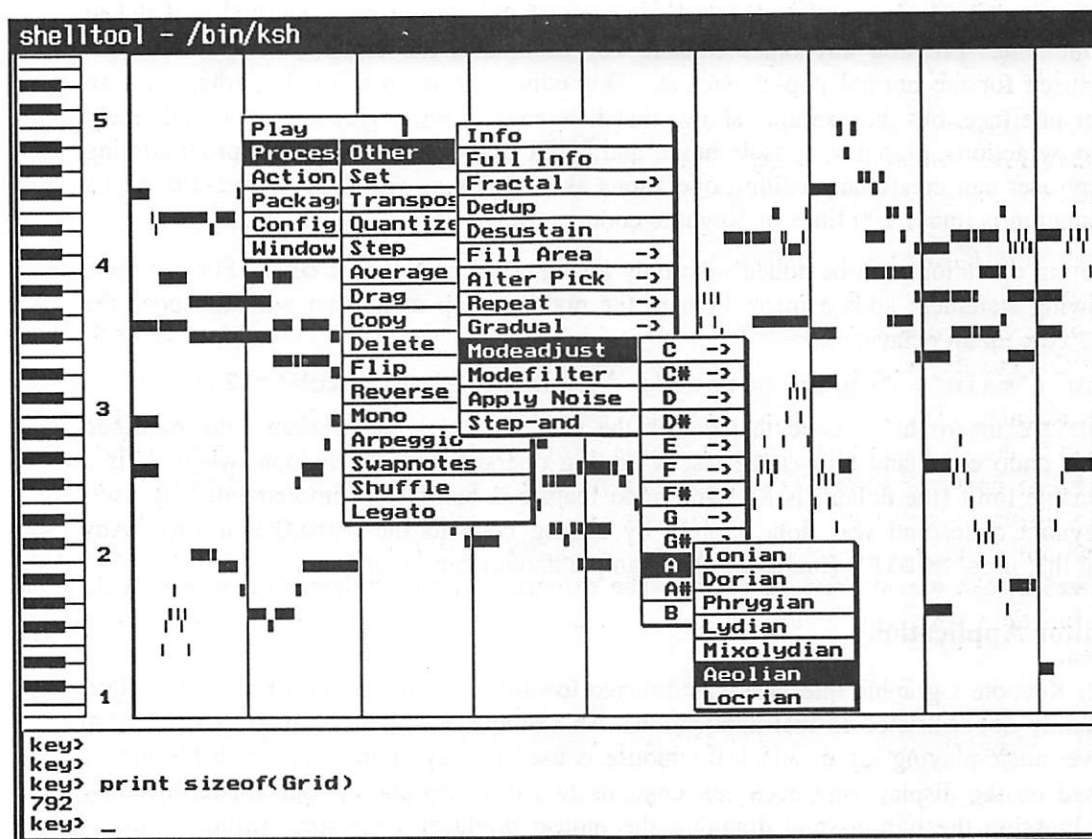 shelltool - /bin/ksh
5
4
3
2
1
Play
Proces
Action
Packag
Config
Window
Other
Set
Transpos
Quantize
Step
Average
Drag
Copy
Delete
Flip
Reverse
Mono
Arpeggio
Swapnotes
Shuffle
Legato
Info
Full Info
Fractal ->
Dedup
Desustain
Fill Area ->
Alter Pick ->
Repeat ->
Gradual ->
Modeadjust
Modefilter
Apply Noise
Step-and
C ->
C# ->
D ->
D# ->
E ->
F ->
F# ->
G ->
G#
A
A#
B
Ionian
Dorian
Phrygian
Lydian
Mixolydian
Aeolian
Locrian
key>
key>
key> print sizeof(Grid)
792
key> _